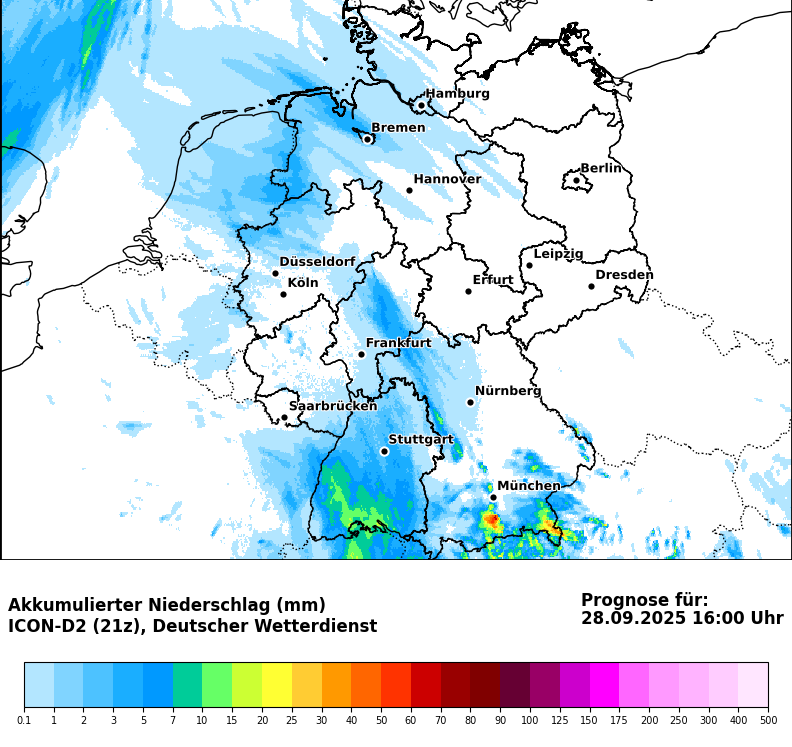 Hamburg
Bremen
Berlin
Hannover
Leipzig
Düsseldorf
Dresden
Köln
Erfurt
Frankfurt
Nürnberg
Saarbrücken
Stuttgart
München
Akkumulierter Niederschlag (mm)
ICON-D2 (21z), Deutscher Wetterdienst
Prognose für:
28.09.2025 16:00 Uhr
0.1 1 2 3 5 7 10 15 20 25 30 40 50 60 70 80 90 100 125 150 175 200 250 300 400 500